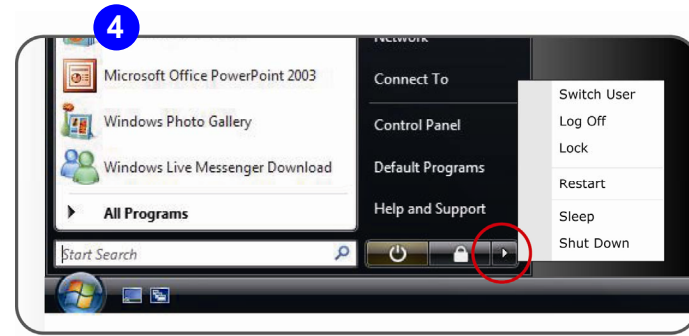 4
Network
Microsoft Office PowerPoint 2003
Connect To
Windows Photo Gallery
Control Panel
Windows Live Messenger Download
Default Programs
All Programs
Help and Support
Start Search
Switch User
Log Off
Lock
Restart
Sleep
Shut Down